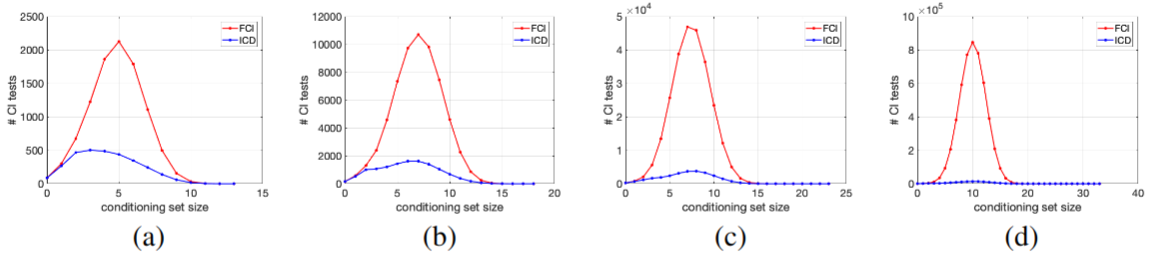 2500
2000
1500
1000
500
0
# CI tests
0 5 10 15
conditioning set size
FCI
ICD
(a)
12000
10000
8000
6000
4000
2000
0
# CI tests
0 5 10 15 20
conditioning set size
FCI
ICD
(b)
×10⁴
5
4
3
2
1
0
# CI tests
0 5 10 15 20 25
conditioning set size
FCI
ICD
(c)
×10⁵
10
8
6
4
2
0
# CI tests
0 10 20 30 40
conditioning set size
FCI
ICD
(d)